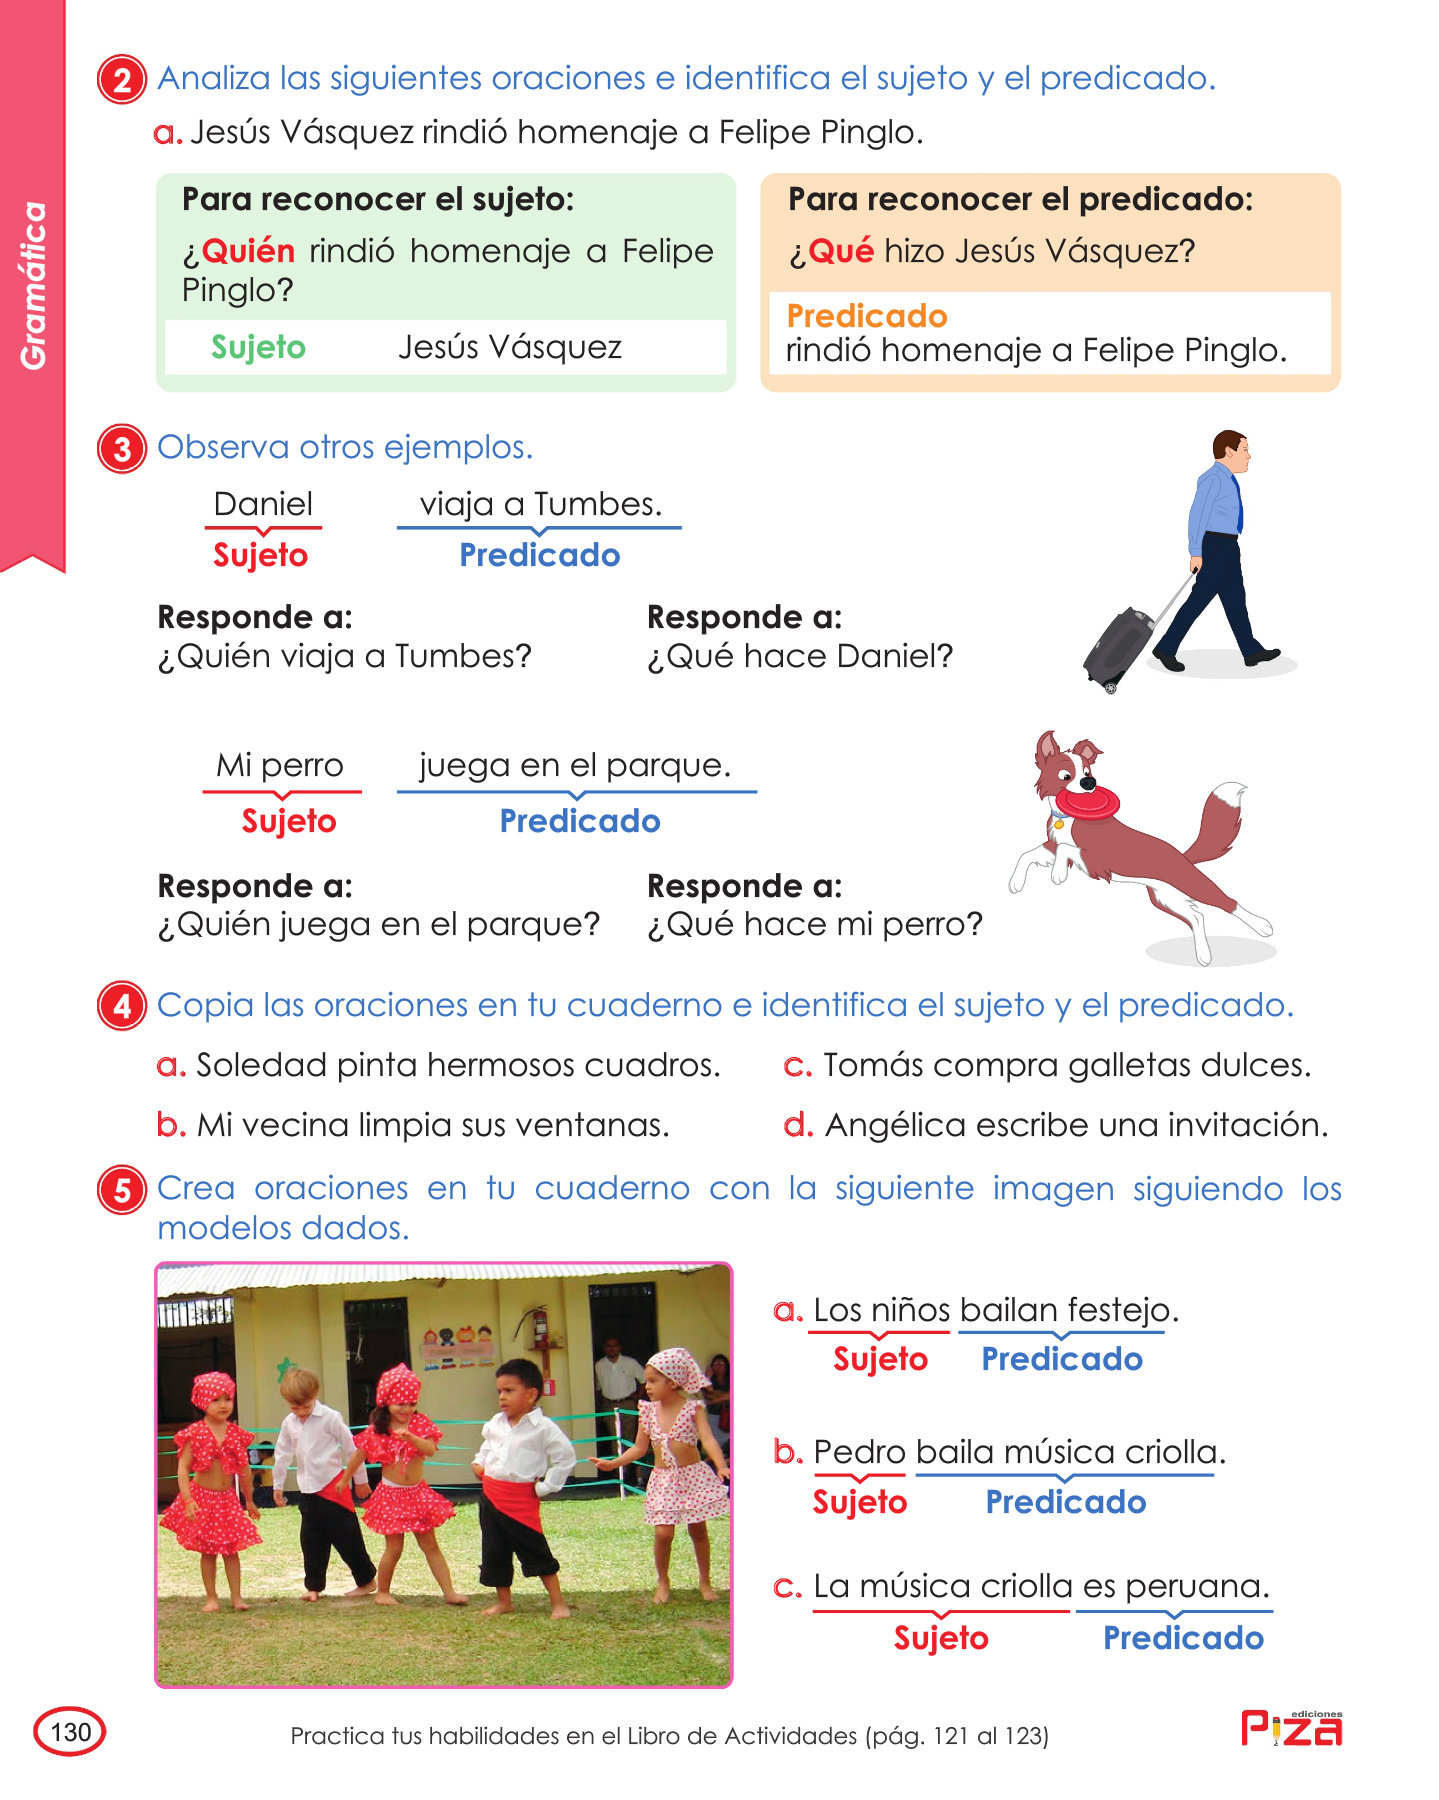 Gramática
2 Analiza las siguientes oraciones e identifica el sujeto y el predicado.
a. Jesús Vásquez rindió homenaje a Felipe Pinglo.
Para reconocer el sujeto:
¿Quién rindió homenaje a Felipe
Pinglo?
Sujeto Jesús Vásquez
Para reconocer el predicado:
¿Qué hizo Jesús Vásquez?
Predicado
rindió homenaje a Felipe Pinglo.
3 Observa otros ejemplos.
Daniel viaja a Tumbes.
Sujeto Predicado
Responde a:
¿Quién viaja a Tumbes?
Responde a:
¿Qué hace Daniel?
Mi perro juega en el parque.
Sujeto Predicado
Responde a:
¿Quién juega en el parque?
Responde a:
¿Qué hace mi perro?
4 Copia las oraciones en tu cuaderno e identifica el sujeto y el predicado.
a. Soledad pinta hermosos cuadros.
b. Mi vecina limpia sus ventanas.
c. Tomás compra galletas dulces.
d. Angélica escribe una invitación.
5 Crea oraciones en tu cuaderno con la siguiente imagen siguiendo los
modelos dados.
a. Los niños bailan festejo.
Sujeto Predicado
b. Pedro baila música criolla.
Sujeto Predicado
c. La música criolla es peruana.
Sujeto Predicado
130
Practica tus habilidades en el Libro de Actividades (pág. 121 al 123)
ediciones
Piza